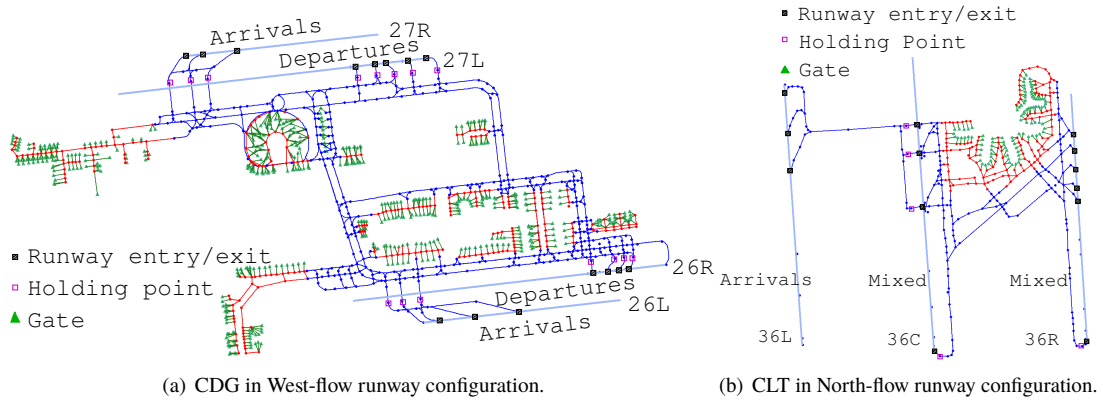 Arrivals
27R
Departures
27L
Runway entry/exit
Holding point
Gate
26R
Departures
26L
Arrivals
(a) CDG in West-flow runway configuration.
Runway entry/exit
Holding Point
Gate
Arrivals
Mixed
Mixed
36L
36C
36R
(b) CLT in North-flow runway configuration.